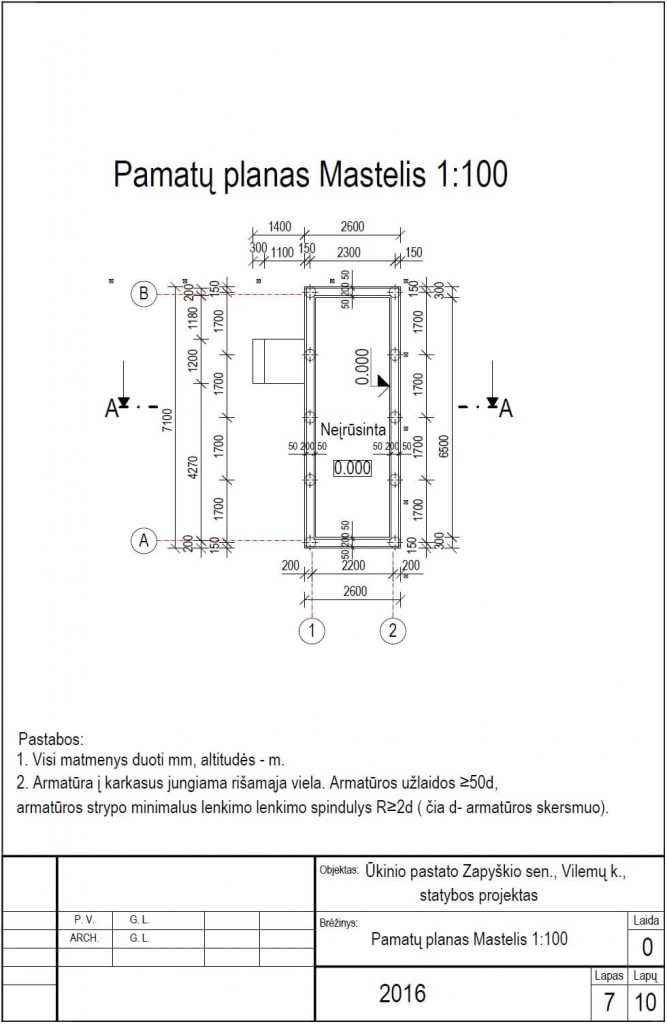 Pamatų planas Mastelis 1:100
1400 2600
300 1100 150 2300 150
B
200 150 50 200 50 150 300
1180 1700 1700
1200 1700 0.000 1700
A A
7100
Neįrūsinta
50 200 50 50 200 50
6500
4270 1700 1700
0.000
1700 1700
A
200 150 50 200 50 150 300
200 2200 200
2600
1 2
Pastabos:
1. Visi matmenys duoti mm, altitudės - m.
2. Armatūra į karkasus jungiama rišamąja viela. Armatūros užlaidos ≥50d,
armatūros strypo minimalus lenkimo lenkimo spindulys R≥2d ( čia d- armatūros skersmuo).
Objektas: Ūkinio pastato Zapyškio sen., Vilemų k.,
statybos projektas
P. V. G. L.
ARCH. G. L.
Brėžinys:
Pamatų planas Mastelis 1:100
Laida
0
2016
Lapas Lapų
7 10